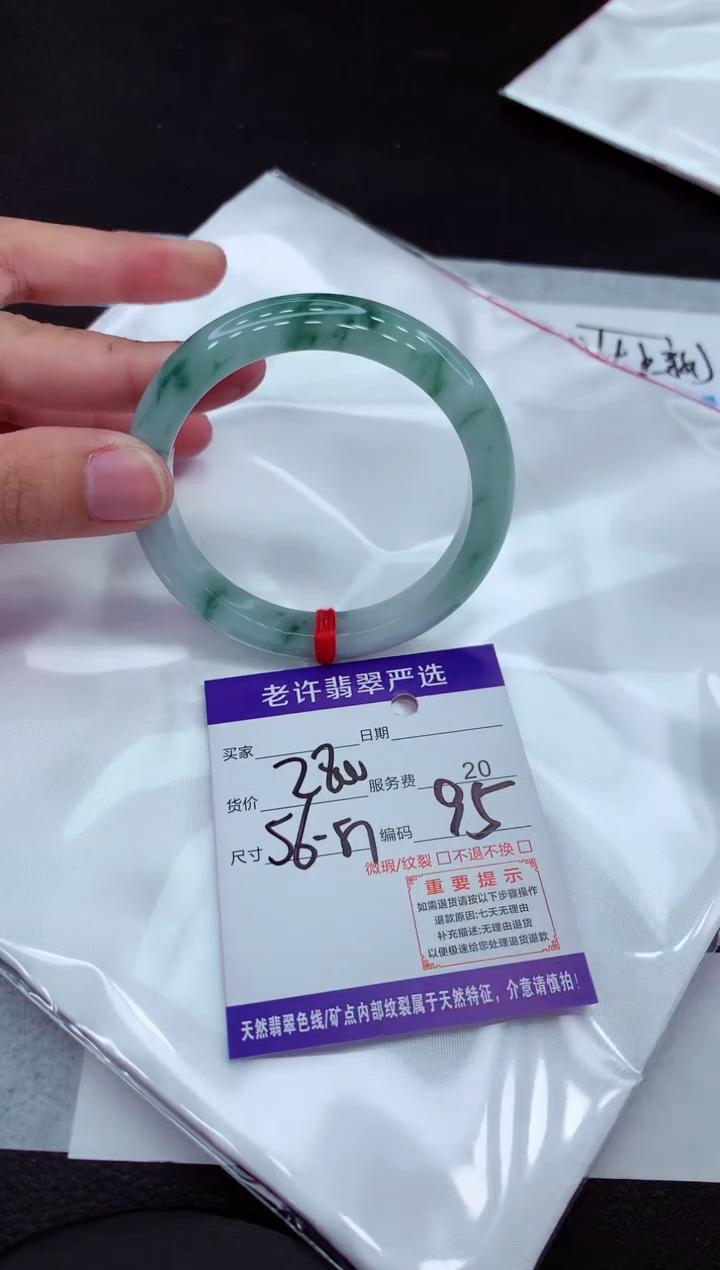 老许翡翠严选
买家 日期
货价 2800 服务费 20
尺寸 56-57 编码 95
微瑕/纹裂 □不退不换 □
重要提示
如需退货请按以下步骤操作
退款原因:七天无理由
补充描述:无理由退货
以便极速给您处理退货退款
天然翡翠色线/矿点内部纹裂属于天然特征，介意请慎拍!